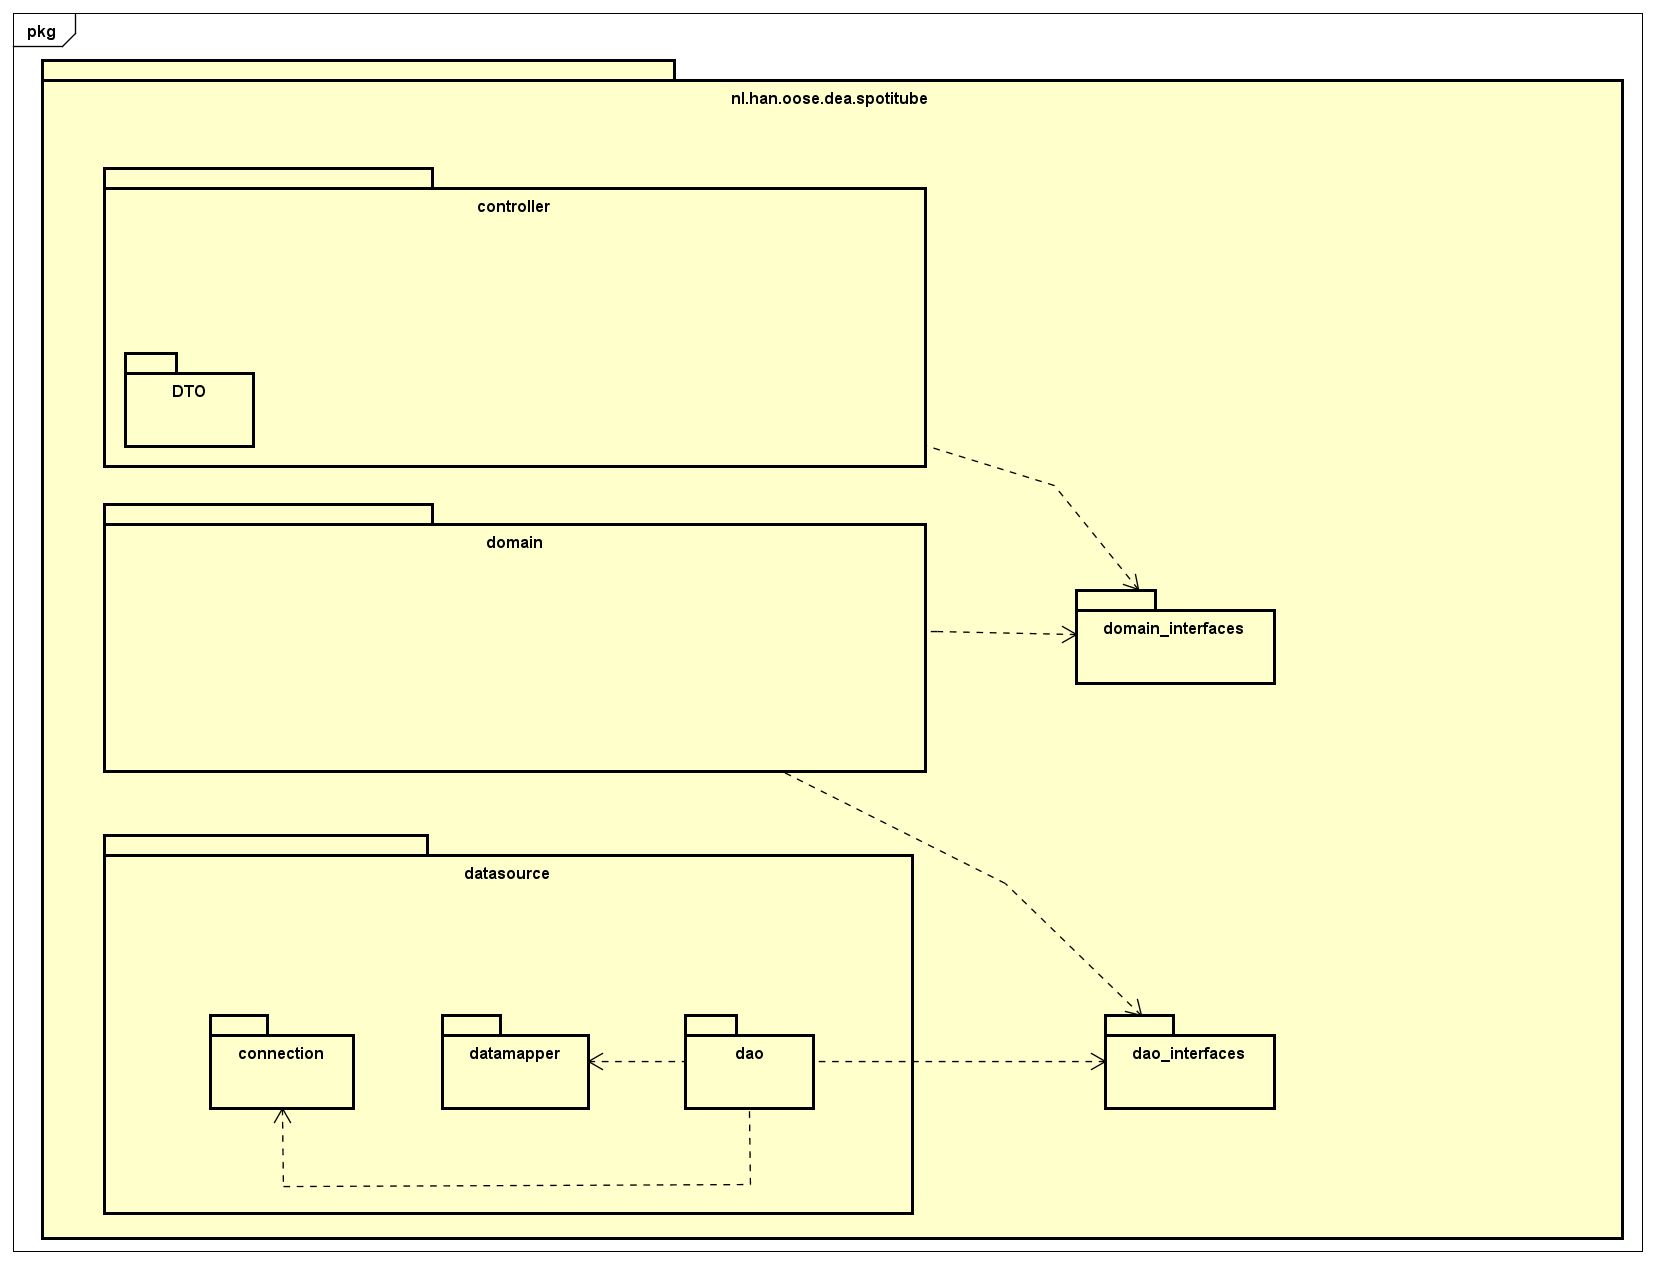 pkg
nl.han.oose.dea.spotitube
controller
DTO
domain
domain_interfaces
datasource
connection
datamapper
dao
dao_interfaces